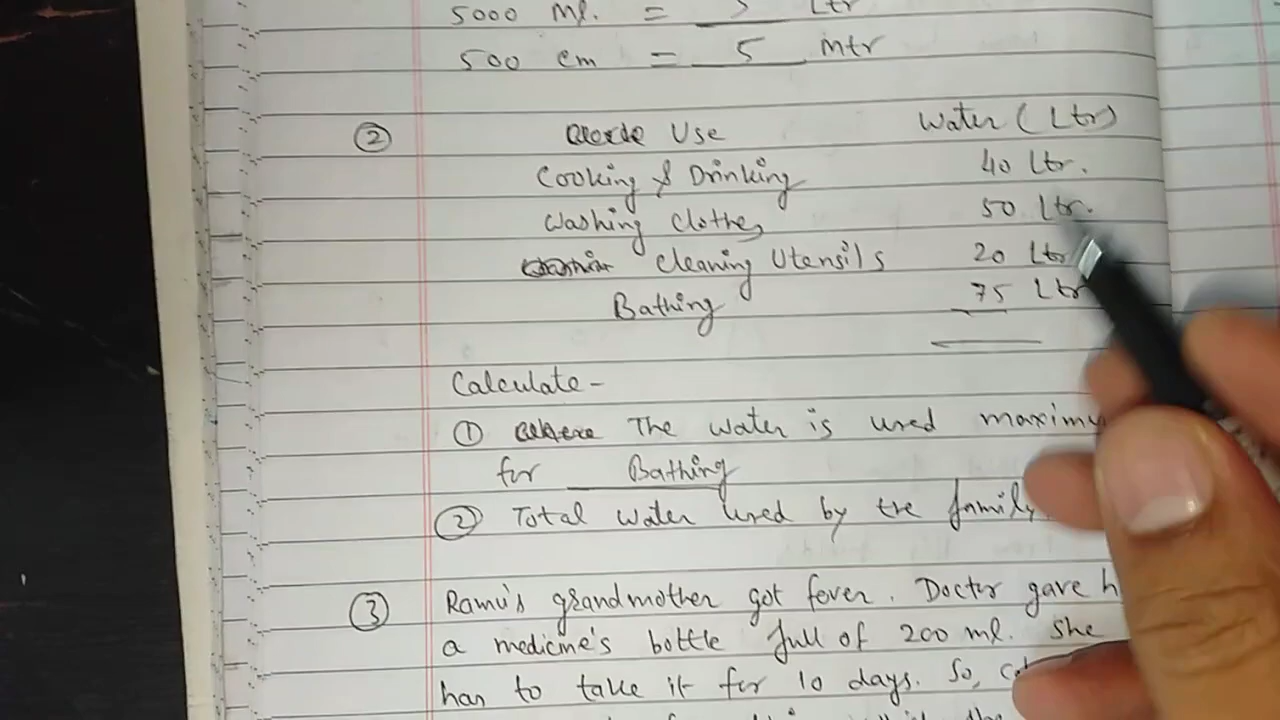 5000 Ml. = 5 Ltr
500 cm = 5 mtr
② Use Water (Ltr)
Cooking & Drinking 40 Ltr.
Washing Clothes 50 Ltr.
Cleaning Utensils 20 Ltr
Bathing 75 Ltr
Calculate -
① The water is used
for Bathing
② Total water used by the family
③ Ramu's grandmother got fever. Doctor gave
a medicine's bottle full of 200 ml. She
has to take it for 10 days. So,